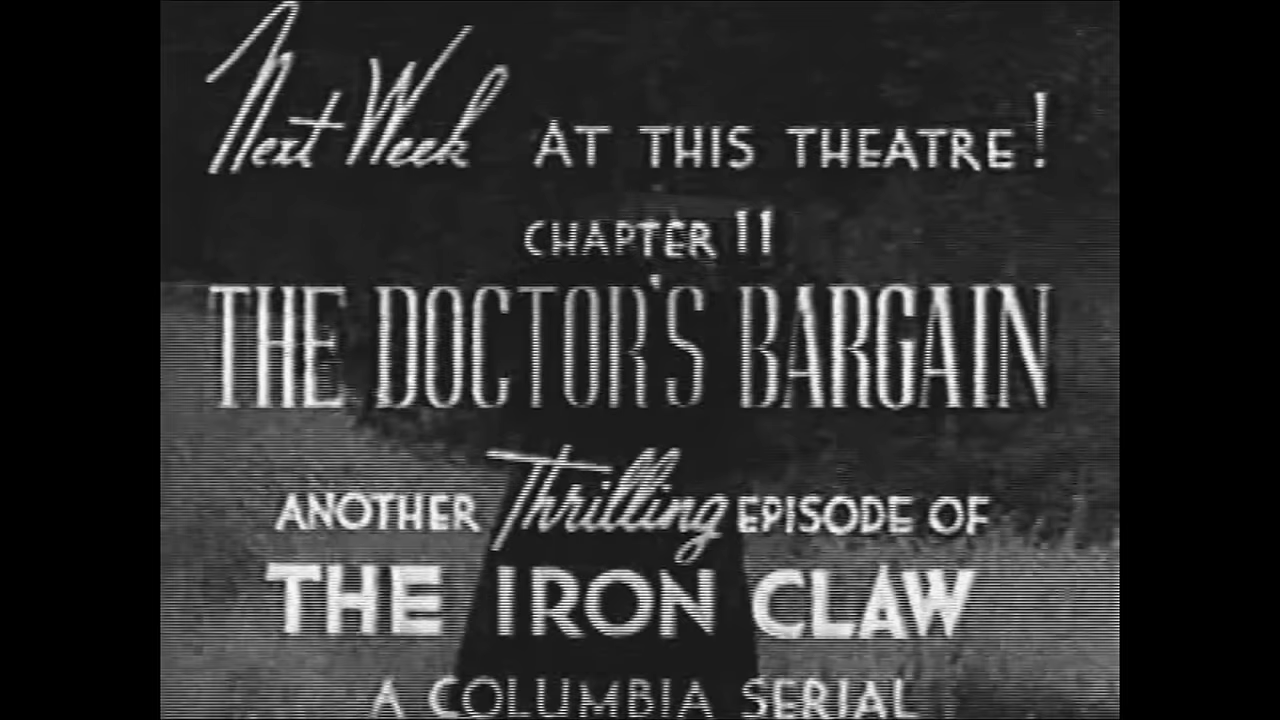 Next Week AT THIS THEATRE!
CHAPTER 11
THE DOCTOR'S BARGAIN
ANOTHER Thrilling EPISODE OF
THE IRON CLAW
A COLUMBIA SERIAL